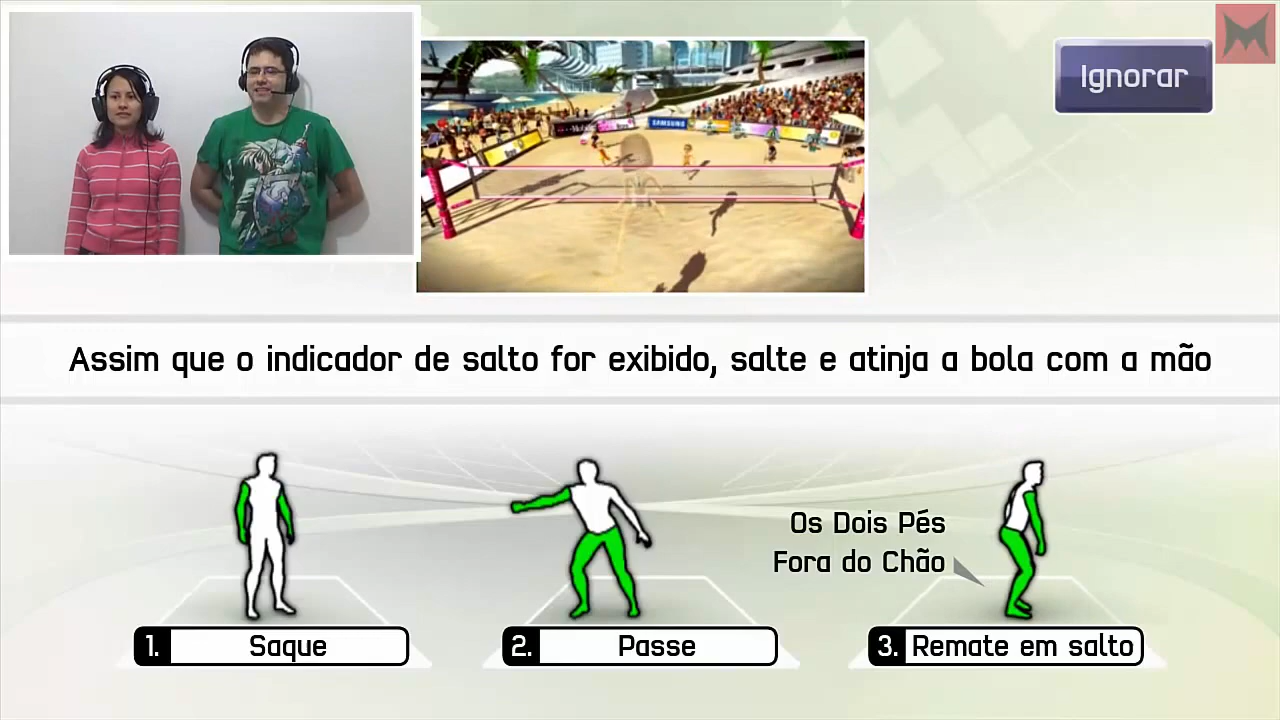 Ignorar
SAMSUNG
Assim que o indicador de salto for exibido, salte e atinja a bola com a mão
Os Dois Pés
Fora do Chão
1. Saque
2. Passe
3. Remate em salto